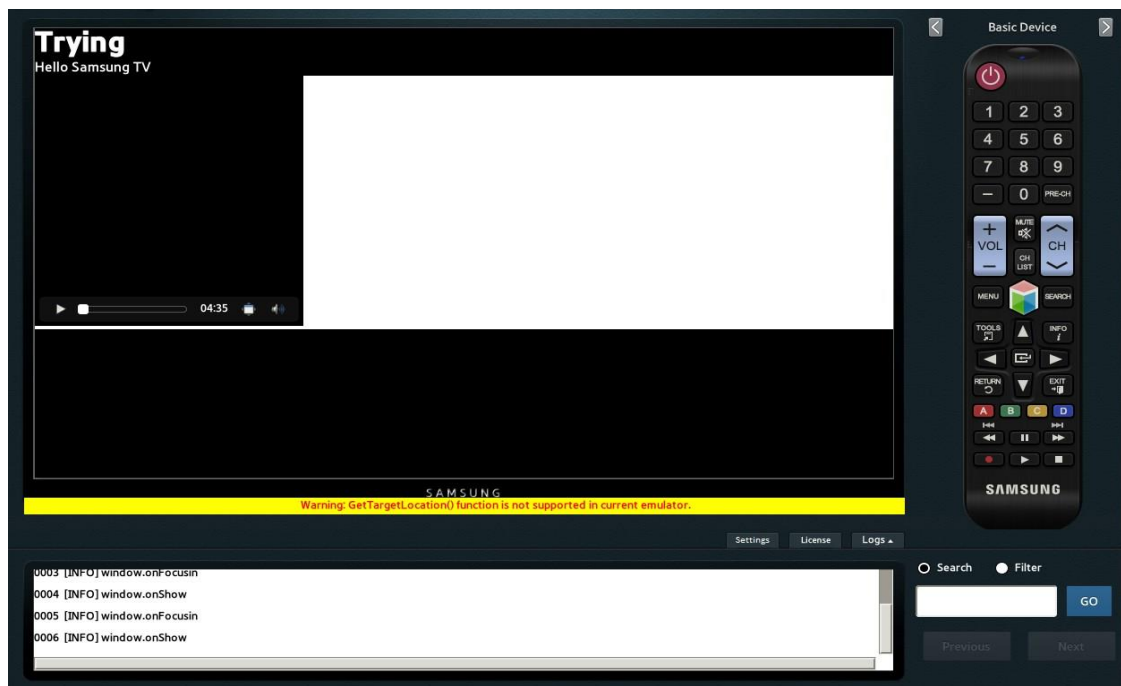 Trying
Hello Samsung TV
04:35
SAMSUNG
Warning: GetTargetLocation() function is not supported in current emulator.
Settings License Logs
0003 [INFO] window.onFocusin
0004 [INFO] window.onShow
0005 [INFO] window.onFocusin
0006 [INFO] window.onShow
Basic Device
1 2 3
4 5 6
7 8 9
0 PRE-CH
MUTE
+ VOL −
CH
CH LIST
MENU SEARCH
TOOLS INFO
i
RETURN EXIT
A B C D
SAMSUNG
Search Filter
GO
Previous Next